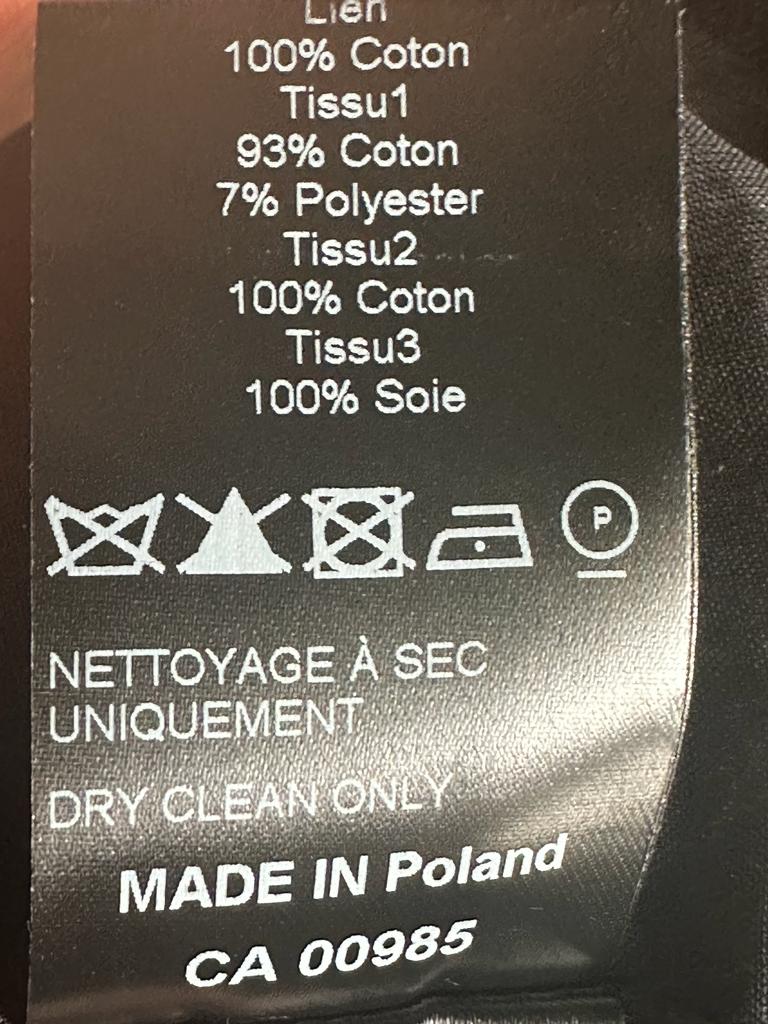 Lien
100% Coton
Tissu1
93% Coton
7% Polyester
Tissu2
100% Coton
Tissu3
100% Soie
P
NETTOYAGE À SEC
UNIQUEMENT
DRY CLEAN ONLY
MADE IN Poland
CA 00985